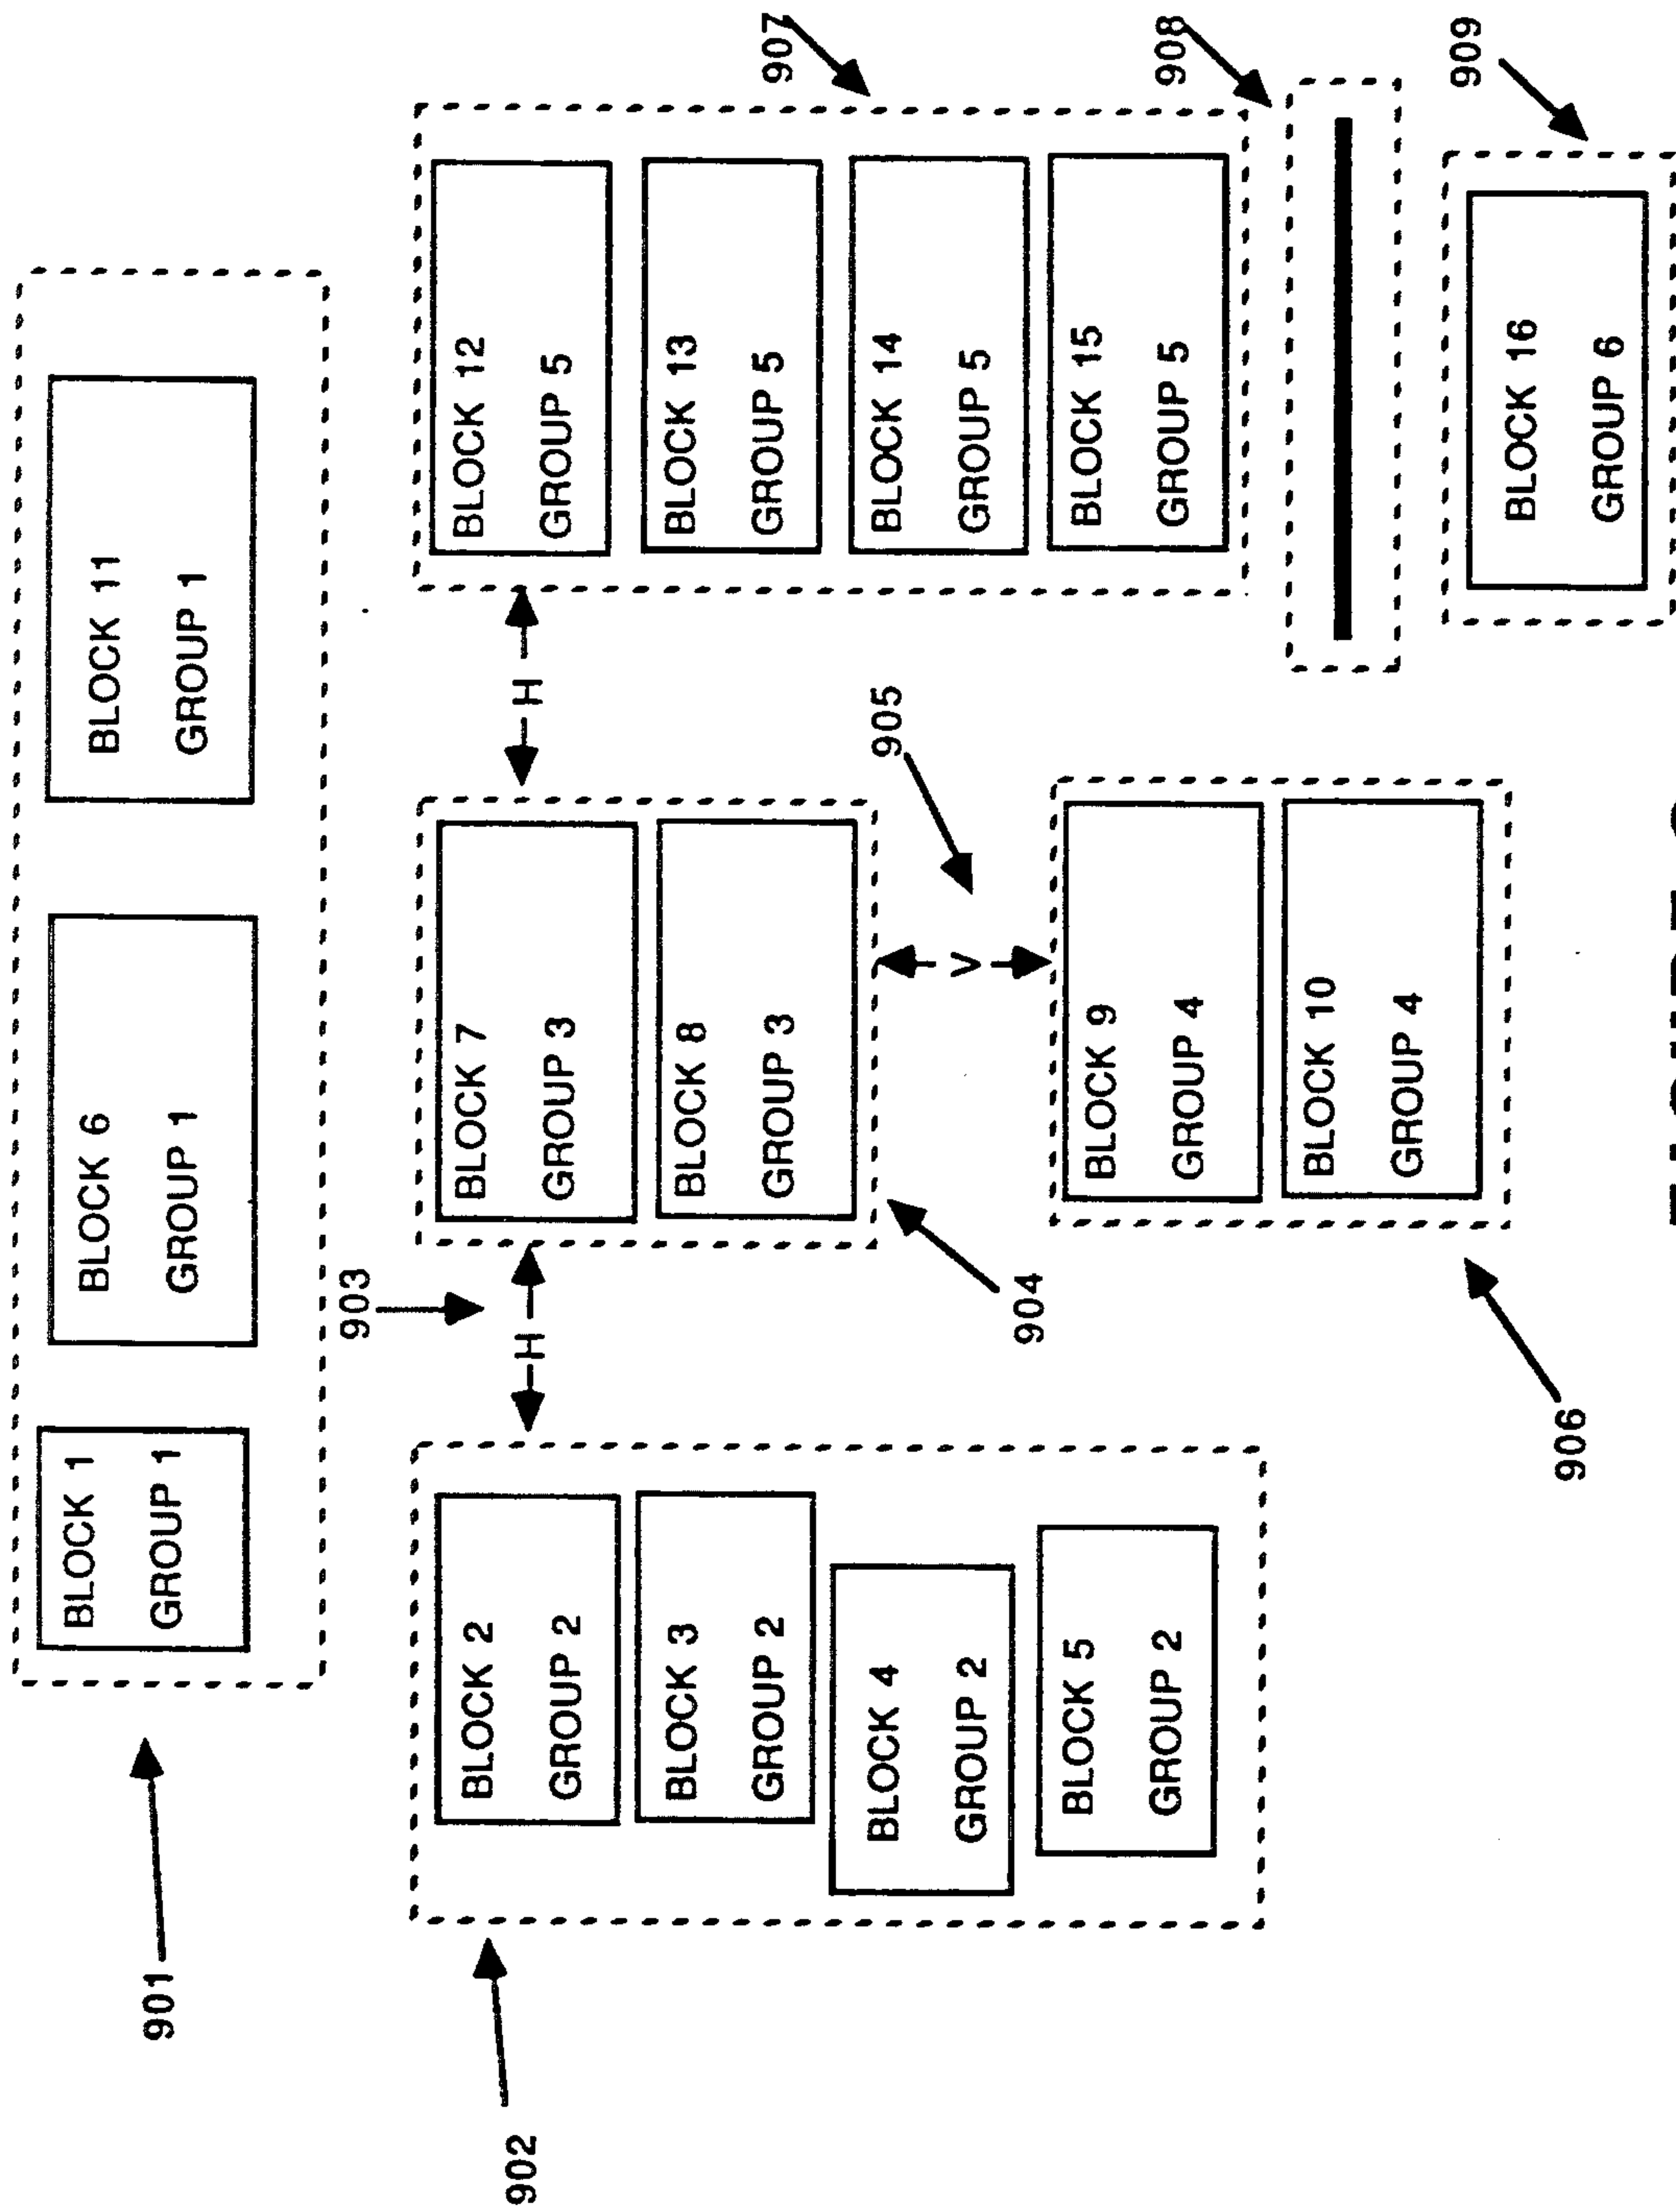 901
BLOCK 1
GROUP 1
BLOCK 6
GROUP 1
BLOCK 11
GROUP 1
902
BLOCK 2
GROUP 2
BLOCK 3
GROUP 2
BLOCK 4
GROUP 2
BLOCK 5
GROUP 2
903
H
BLOCK 7
GROUP 3
BLOCK 8
GROUP 3
904
V
905
BLOCK 9
GROUP 4
BLOCK 10
GROUP 4
906
H
907
BLOCK 12
GROUP 5
BLOCK 13
GROUP 5
BLOCK 14
GROUP 5
BLOCK 15
GROUP 5
908
909
BLOCK 16
GROUP 6